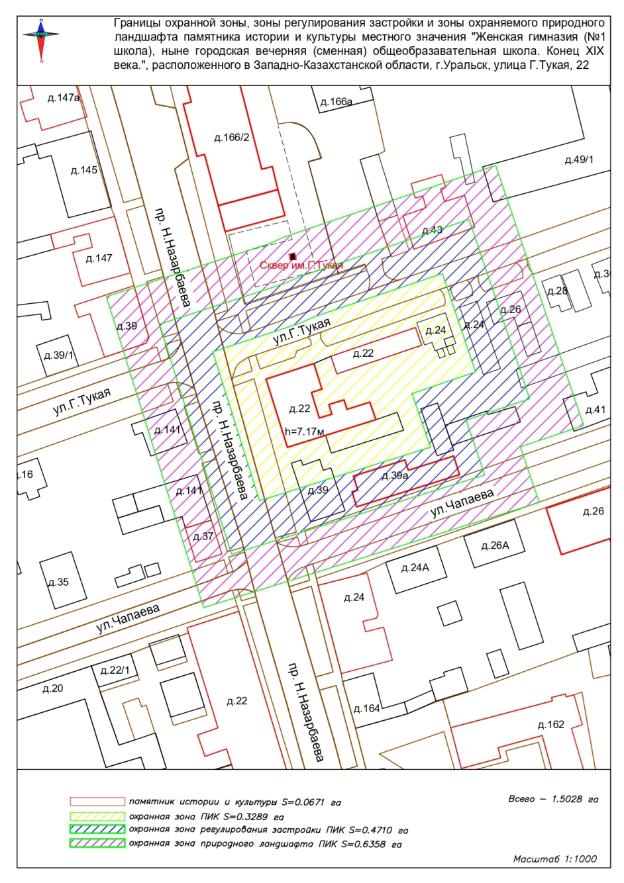 Границы охранной зоны, зоны регулирования застройки и зоны охраняемого природного
ландшафта памятника истории и культуры местного значения "Женская гимназия (№1
школа), ныне городская вечерняя (сменная) общеобразавательная школа. Конец XIX
века.", расположенного в Западно-Казахстанской области, г.Уральск, улица Г.Тукая, 22
д.147а
д.166/2
д.166а
д.145
д.49/1
пр. Н.Назарбаева
д.43
д.147
Сквер им.Г.Тукая
д.28
д.26
д.39
ул.Г.Тукая
д.24
д.24
д.22
д.39/1
ул.Г.Тукая
д.22
д.41
h=7.17м
д.141
пр. Н.Назарбаева
д.16
д.39а
д.141
д.39
ул.Чапаева
д.26
д.37
д.26А
д.24А
д.35
д.24
ул.Чапаева
д.22/1
д.20
д.22
пр. Н.Назарбаева
д.164
д.162
памятник истории и культуры S=0.0671 га
Всего – 1.5028 га
охранная зона ПИК S=0.3289 га
охранная зона регулирования застройки ПИК S=0.4710 га
охранная зона природного ландшафта ПИК S=0.6358 га
Масштаб 1:1000